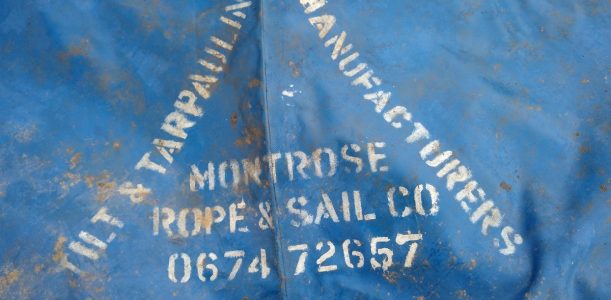 TILT & TARPAULIN
MANUFACTURERS
MONTROSE
ROPE & SAIL CO
0674 72657